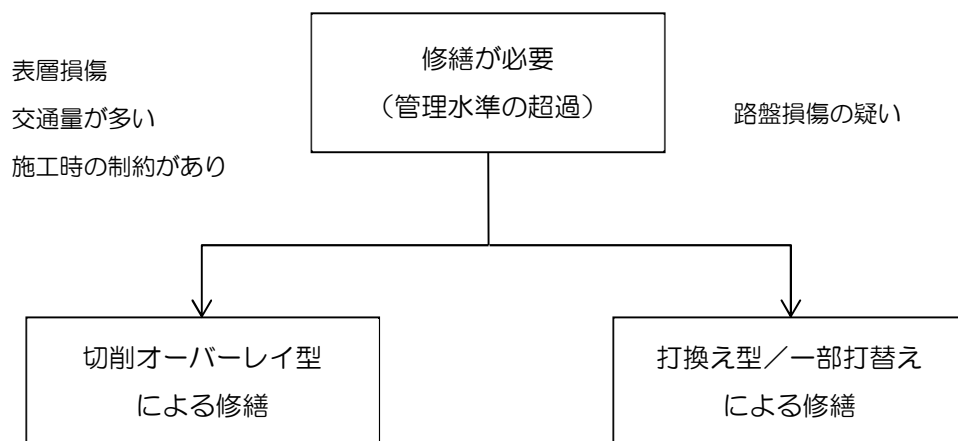 修繕が必要
（管理水準の超過）
表層損傷
交通量が多い
施工時の制約があり
路盤損傷の疑い
切削オーバーレイ型
による修繕
打換え型／一部打替え
による修繕